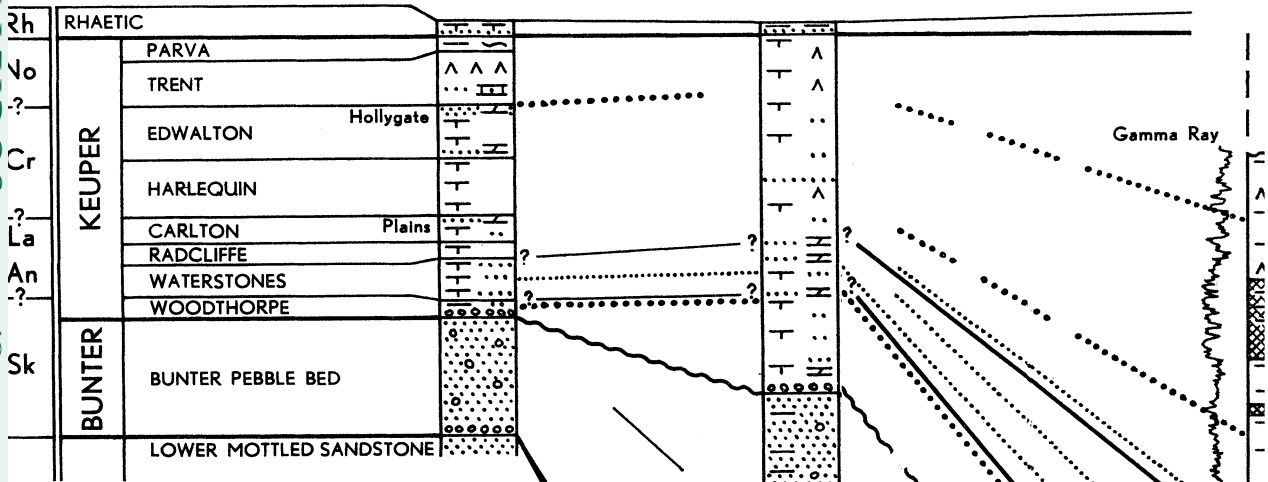 Rh RHAETIC
PARVA
No
TRENT
?
Hollygate
EDWALTON
Gamma Ray
Cr
KEUPER
HARLEQUIN
?
Plains
La
CARLTON
? ? ?
RADCLIFFE
An
WATERSTONES
? ? ? ?
WOODTHORPE
Sk
BUNTER
BUNTER PEBBLE BED
LOWER MOTTLED SANDSTONE